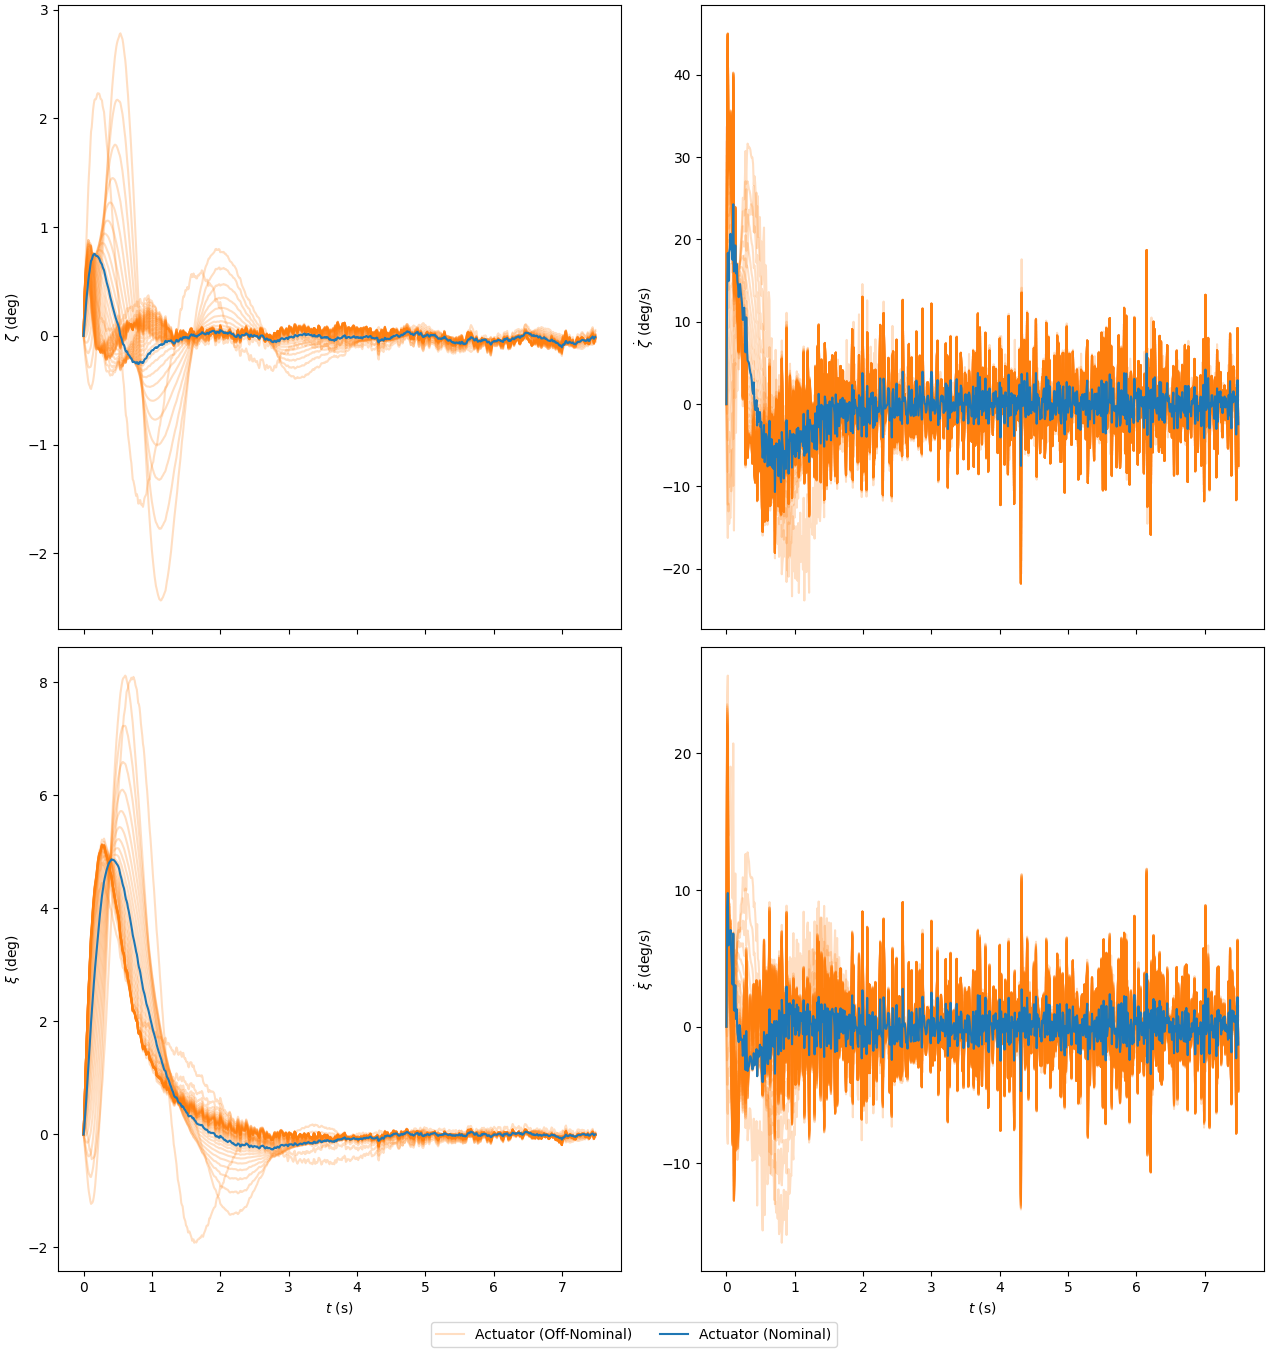 3
2
1
0
−1
−2
ζ (deg)
40
30
20
10
0
−10
−20
ζ̇ (deg/s)
8
6
4
2
0
−2
ξ (deg)
0 1 2 3 4 5 6 7
t (s)
20
10
0
−10
ξ̇ (deg/s)
0 1 2 3 4 5 6 7
t (s)
Actuator (Off-Nominal) Actuator (Nominal)